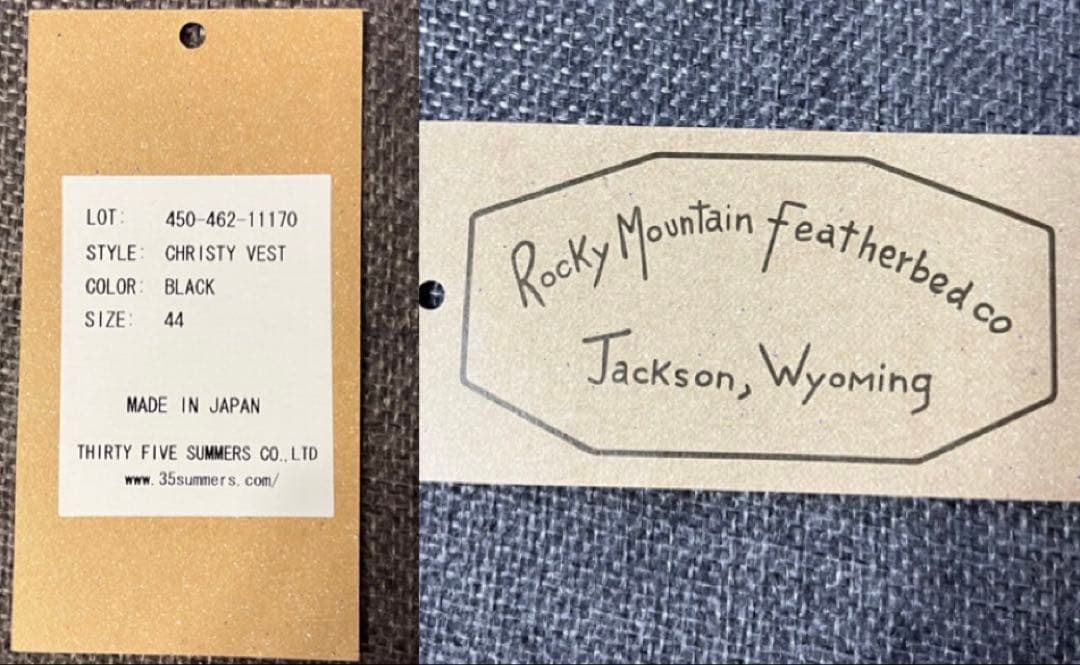 LOT: 450-462-11170
STYLE: CHRISTY VEST
COLOR: BLACK
SIZE: 44
MADE IN JAPAN
THIRTY FIVE SUMMERS CO.,LTD
www.35summers.com/
Rocky Mountain Featherbed co
Jackson, Wyoming